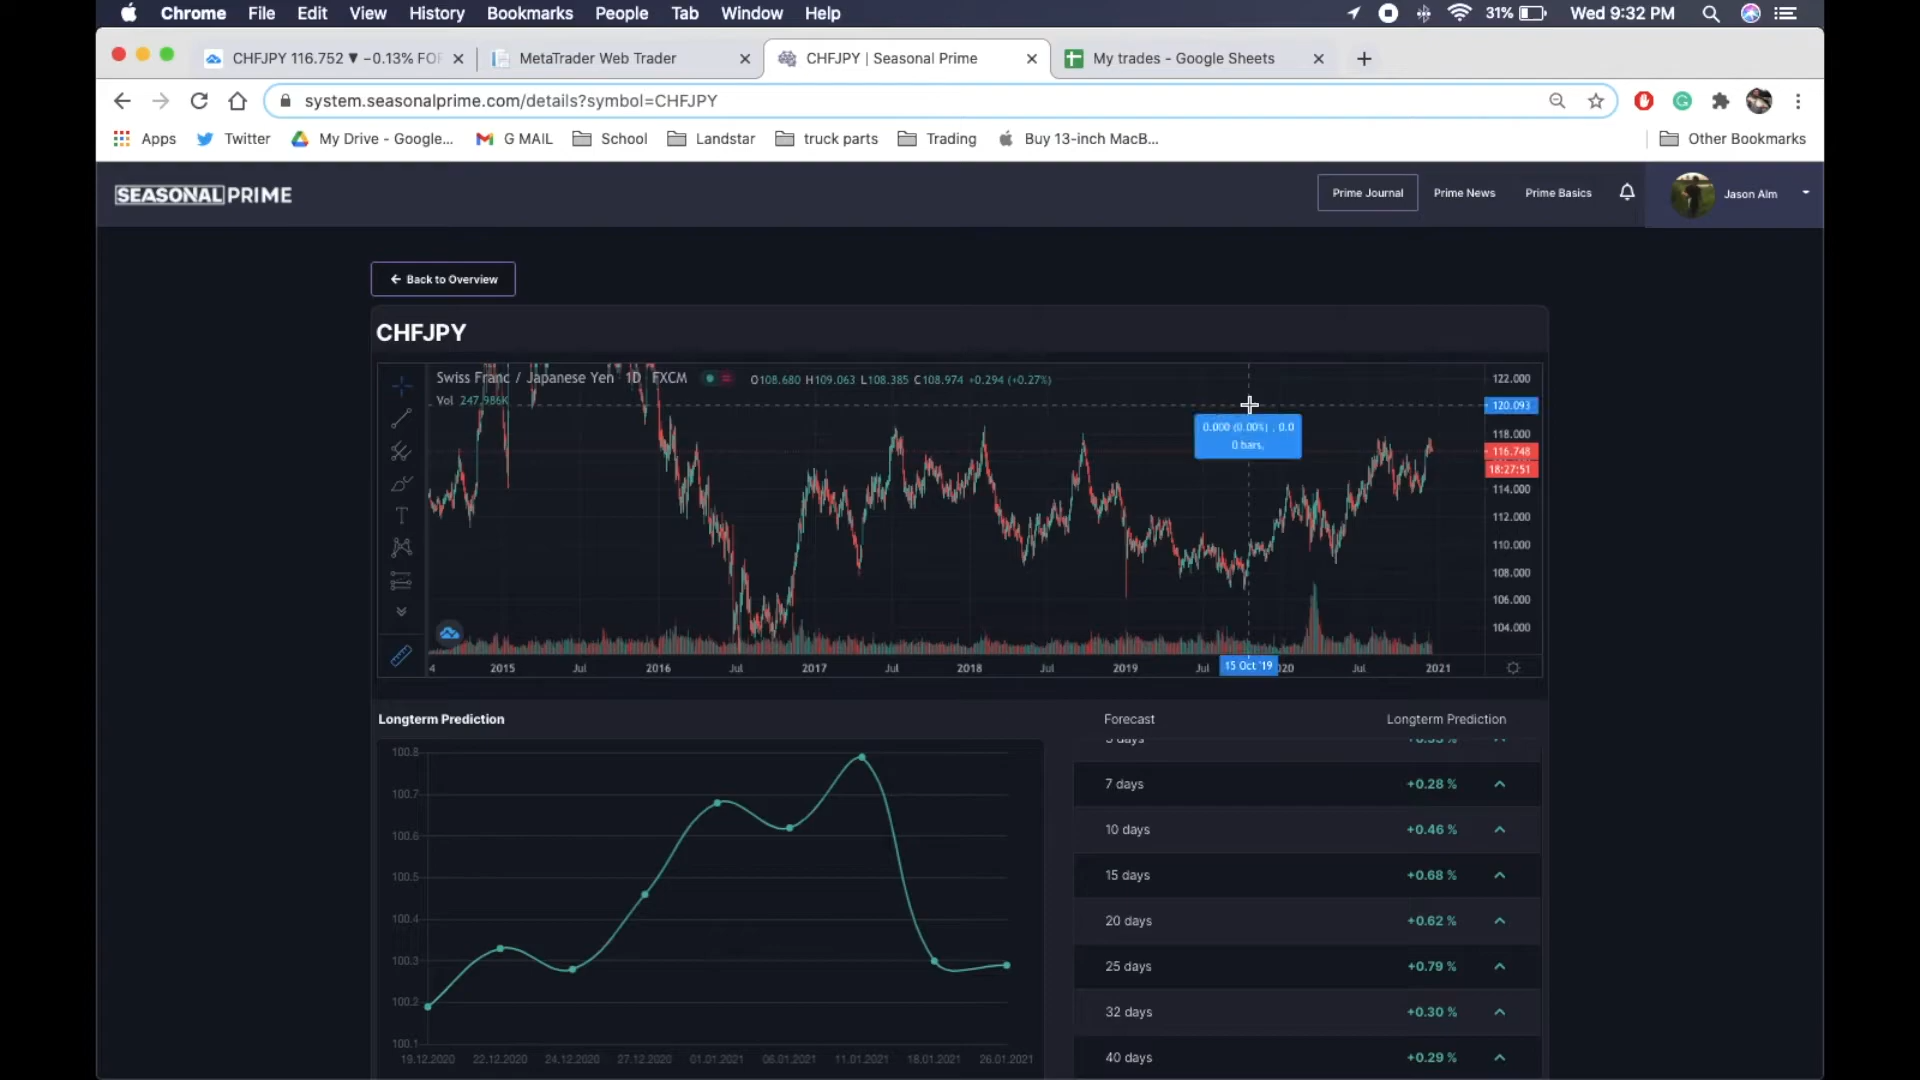 Chrome File Edit View History Bookmarks People Tab Window Help 31% Wed 9:32 PM
CHFJPY 116.752 ▼ −0.13% FOR MetaTrader Web Trader CHFJPY | Seasonal Prime My trades - Google Sheets
system.seasonalprime.com/details?symbol=CHFJPY
Apps Twitter My Drive - Google... G MAIL School Landstar truck parts Trading Buy 13-inch MacB... Other Bookmarks
SEASONALPRIME Prime Journal Prime News Prime Basics Jason Alm
← Back to Overview
CHFJPY
Swiss Franc / Japanese Yen 1D FXCM O108.680 H109.063 L108.385 C108.974 +0.294 (+0.27%)
Vol 247.986K
122.000
120.093
118.000
116.748
18:27:51
114.000
112.000
110.000
108.000
106.000
104.000
0.000 (0.00%) , 0.0
0 bars,
4 2015 Jul 2016 Jul 2017 Jul 2018 Jul 2019 Jul 15 Oct '19 020 Jul 2021
Longterm Prediction
100.8
100.7
100.6
100.5
100.4
100.3
100.2
100.1
19.12.2020 22.12.2020 24.12.2020 27.12.2020 01.01.2021 06.01.2021 11.01.2021 18.01.2021 26.01.2021
Forecast Longterm Prediction
7 days +0.28 %
10 days +0.46 %
15 days +0.68 %
20 days +0.62 %
25 days +0.79 %
32 days +0.30 %
40 days +0.29 %